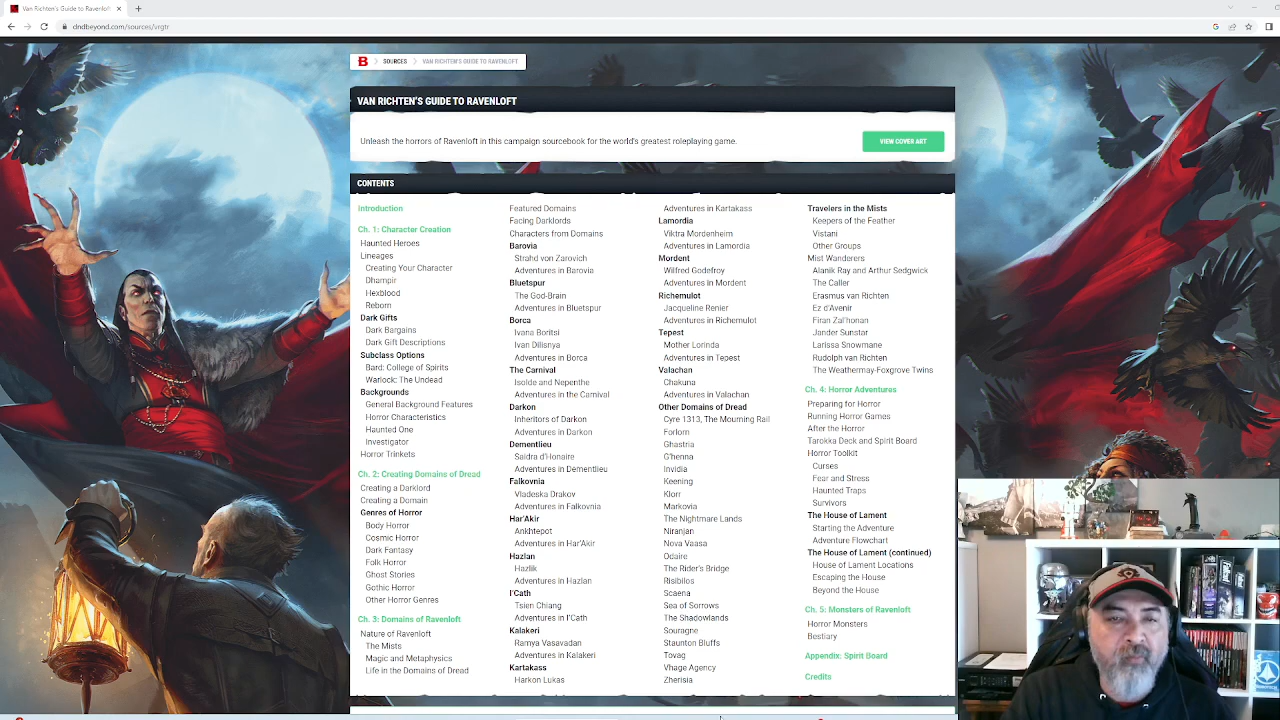 Van Richten's Guide to Ravenloft
dndbeyond.com/sources/vrgtr
SOURCES
VAN RICHTEN'S GUIDE TO RAVENLOFT
VAN RICHTEN'S GUIDE TO RAVENLOFT
Unleash the horrors of Ravenloft in this campaign sourcebook for the world's greatest roleplaying game.
VIEW COVER ART
CONTENTS
Introduction
Ch. 1: Character Creation
Haunted Heroes
Lineages
Creating Your Character
Dhampir
Hexblood
Reborn
Dark Gifts
Dark Bargains
Dark Gift Descriptions
Subclass Options
Bard: College of Spirits
Warlock: The Undead
Backgrounds
General Background Features
Horror Characteristics
Haunted One
Investigator
Horror Trinkets
Ch. 2: Creating Domains of Dread
Creating a Darklord
Creating a Domain
Genres of Horror
Body Horror
Cosmic Horror
Dark Fantasy
Folk Horror
Ghost Stories
Gothic Horror
Other Horror Genres
Ch. 3: Domains of Ravenloft
Nature of Ravenloft
The Mists
Magic and Metaphysics
Life in the Domains of Dread
Featured Domains
Facing Darklords
Characters from Domains
Barovia
Strahd von Zarovich
Adventures in Barovia
Bluetspur
The God-Brain
Adventures in Bluetspur
Borca
Ivana Boritsi
Ivan Dilisnya
Adventures in Borca
The Carnival
Isolde and Nepenthe
Adventures in the Carnival
Darkon
Inheritors of Darkon
Adventures in Darkon
Dementlieu
Saidra d'Honaire
Adventures in Dementlieu
Falkovnia
Vladeska Drakov
Adventures in Falkovnia
Har'Akir
Ankhtepot
Adventures in Har'Akir
Hazlan
Hazlik
Adventures in Hazlan
I'Cath
Tsien Chiang
Adventures in I'Cath
Kalakeri
Ramya Vasavadan
Adventures in Kalakeri
Kartakass
Harkon Lukas
Adventures in Kartakass
Lamordia
Viktra Mordenheim
Adventures in Lamordia
Mordent
Wilfred Godefroy
Adventures in Mordent
Richemulot
Jacqueline Renier
Adventures in Richemulot
Tepest
Mother Lorinda
Adventures in Tepest
Valachan
Chakuna
Adventures in Valachan
Other Domains of Dread
Cyre 1313, The Mourning Rail
Forlorn
Ghastria
G'henna
Invidia
Keening
Klorr
Markovia
The Nightmare Lands
Niranjan
Nova Vaasa
Odaire
The Rider's Bridge
Risibilos
Scaena
Sea of Sorrows
The Shadowlands
Souragne
Staunton Bluffs
Tovag
Vhage Agency
Zherisia
Travelers in the Mists
Keepers of the Feather
Vistani
Other Groups
Mist Wanderers
Alanik Ray and Arthur Sedgwick
The Caller
Erasmus van Richten
Ez d'Avenir
Firan Zal'honan
Jander Sunstar
Larissa Snowmane
Rudolph van Richten
The Weathermay-Foxgrove Twins
Ch. 4: Horror Adventures
Preparing for Horror
Running Horror Games
After the Horror
Tarokka Deck and Spirit Board
Horror Toolkit
Curses
Fear and Stress
Haunted Traps
Survivors
The House of Lament
Starting the Adventure
Adventure Flowchart
The House of Lament (continued)
House of Lament Locations
Escaping the House
Beyond the House
Ch. 5: Monsters of Ravenloft
Horror Monsters
Bestiary
Appendix: Spirit Board
Credits